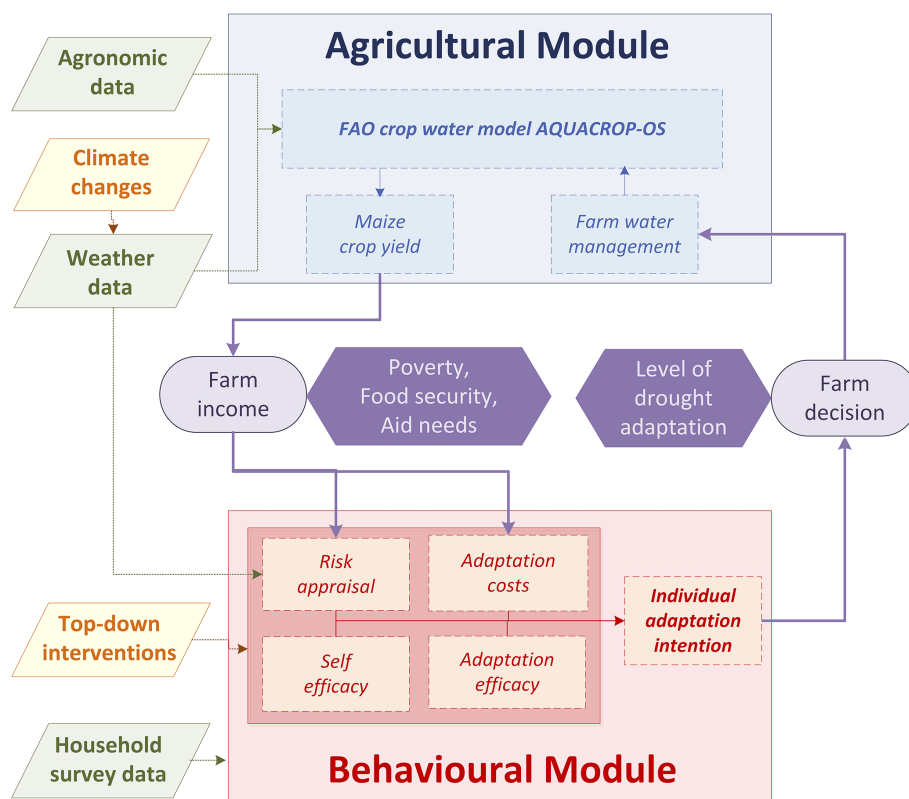 Agricultural Module
Agronomic
data
FAO crop water model AQUACROP-OS
Climate
changes
Maize
crop yield
Farm water
management
Weather
data
Farm
income
Poverty,
Food security,
Aid needs
Level of
drought
adaptation
Farm
decision
Risk
appraisal
Adaptation
costs
Individual
adaptation
intention
Top-down
interventions
Self
efficacy
Adaptation
efficacy
Household
survey data
Behavioural Module